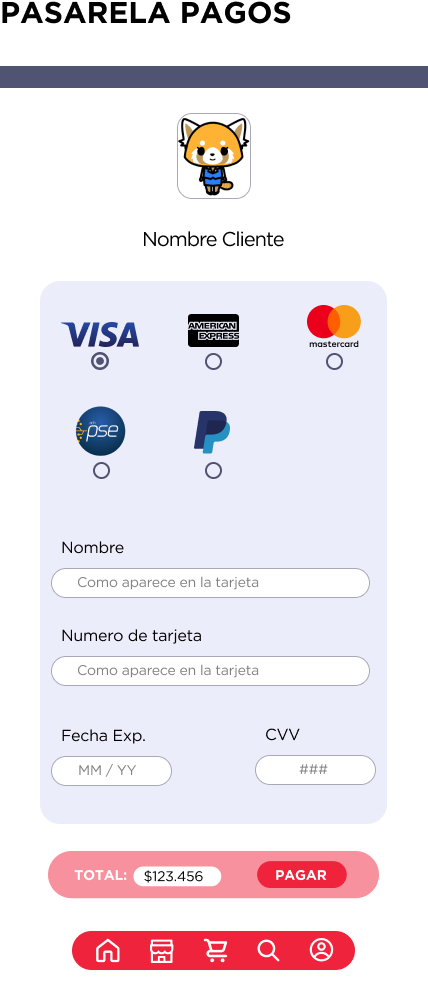 PASARELA PAGOS
Nombre Cliente
VISA
AMERICAN
EXPRESS
mastercard
pse
Nombre
Como aparece en la tarjeta
Numero de tarjeta
Como aparece en la tarjeta
Fecha Exp.
CVV
MM / YY
###
TOTAL: $123.456 PAGAR